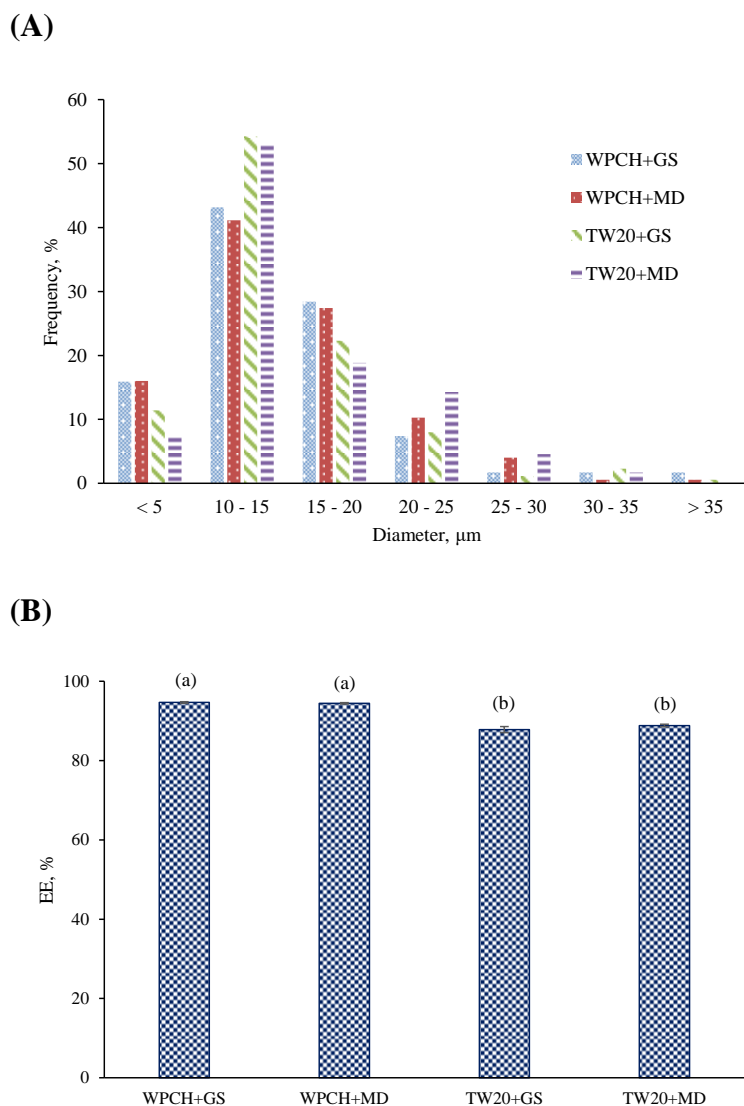 (A)
60
50
40
30
20
10
0
Frequency, %
WPCH+GS
WPCH+MD
TW20+GS
TW20+MD
< 5
10 - 15
15 - 20
20 - 25
25 - 30
30 - 35
> 35
Diameter, µm
(B)
100
80
60
40
20
0
EE, %
(a)
(a)
(b)
(b)
WPCH+GS
WPCH+MD
TW20+GS
TW20+MD